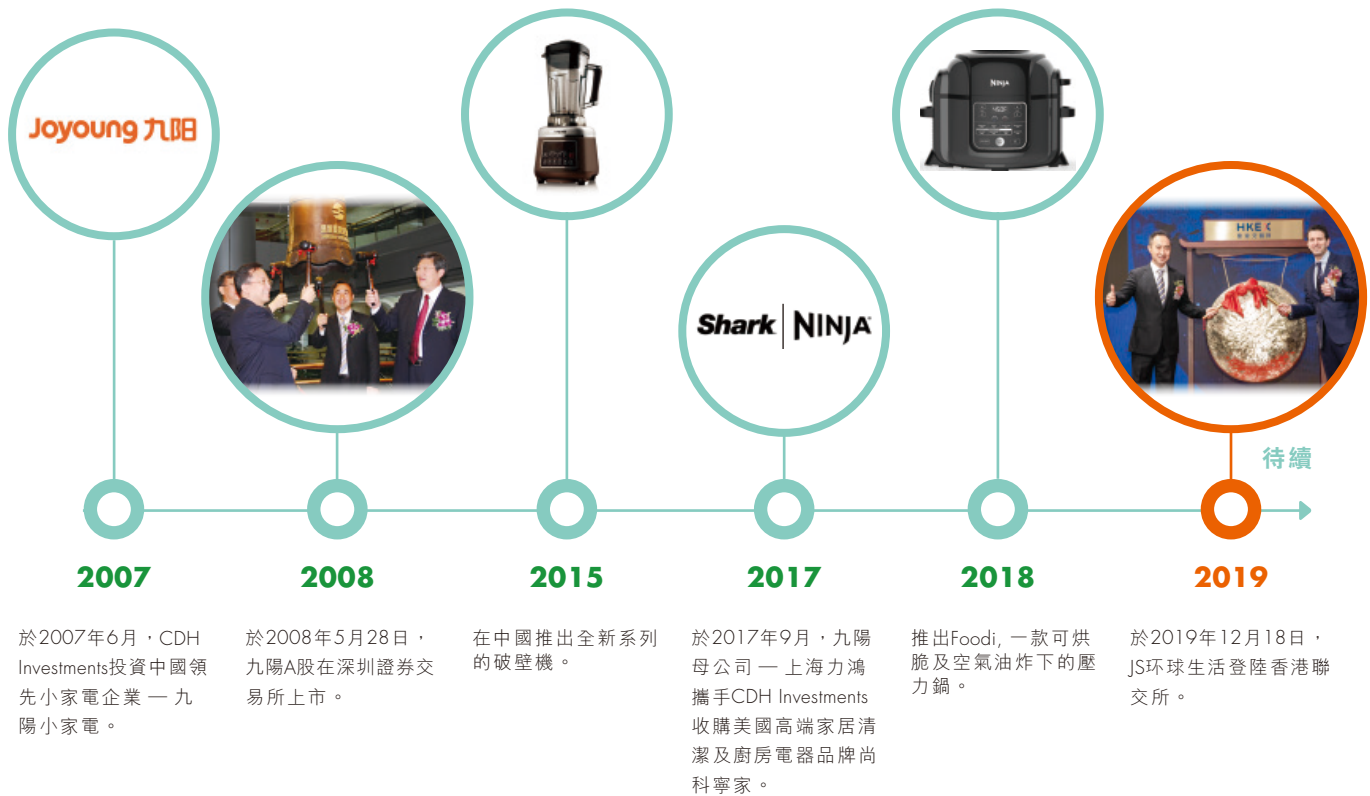 Joyoung 九阳
NINJA
HKE
Shark | NINJA
待續
2007
2008
2015
2017
2018
2019
於2007年6月，CDH
Investments投資中國領
先小家電企業 — 九
陽小家電。
於2008年5月28日，
九陽A股在深圳證券交
易所上市。
在中國推出全新系列
的破壁機。
於2017年9月，九陽
母公司 — 上海力鴻
攜手CDH Investments
收購美國高端家居清
潔及廚房電器品牌尚
科寧家。
推出Foodi, 一款可烘
脆及空氣油炸下的壓
力鍋。
於2019年12月18日，
JS环球生活登陸香港聯
交所。